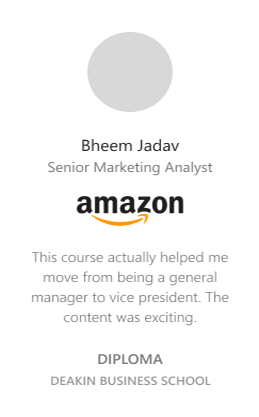 Bheem Jadav
Senior Marketing Analyst
amazon
This course actually helped me
move from being a general
manager to vice president. The
content was exciting.
DIPLOMA
DEAKIN BUSINESS SCHOOL